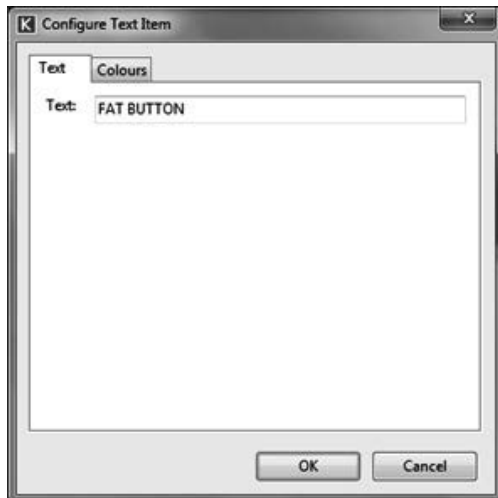 K Configure Text Item
X
Text Colours
Text: FAT BUTTON
OK Cancel